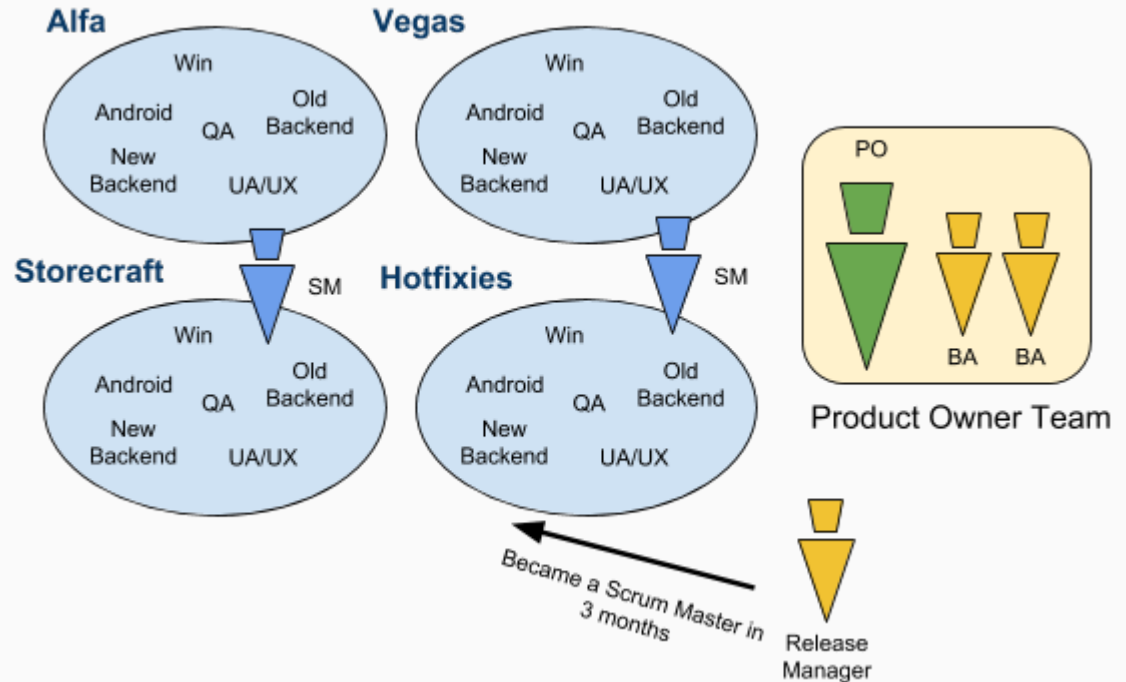 Alfa
Win
Android
QA
Old
Backend
New
Backend
UA/UX
Vegas
Win
Android
QA
Old
Backend
New
Backend
UA/UX
Storecraft
SM
Win
Android
QA
Old
Backend
New
Backend
UA/UX
Hotfixies
SM
Win
Android
QA
Old
Backend
New
Backend
UA/UX
PO
BA
BA
Product Owner Team
Became a Scrum Master in
3 months
Release
Manager